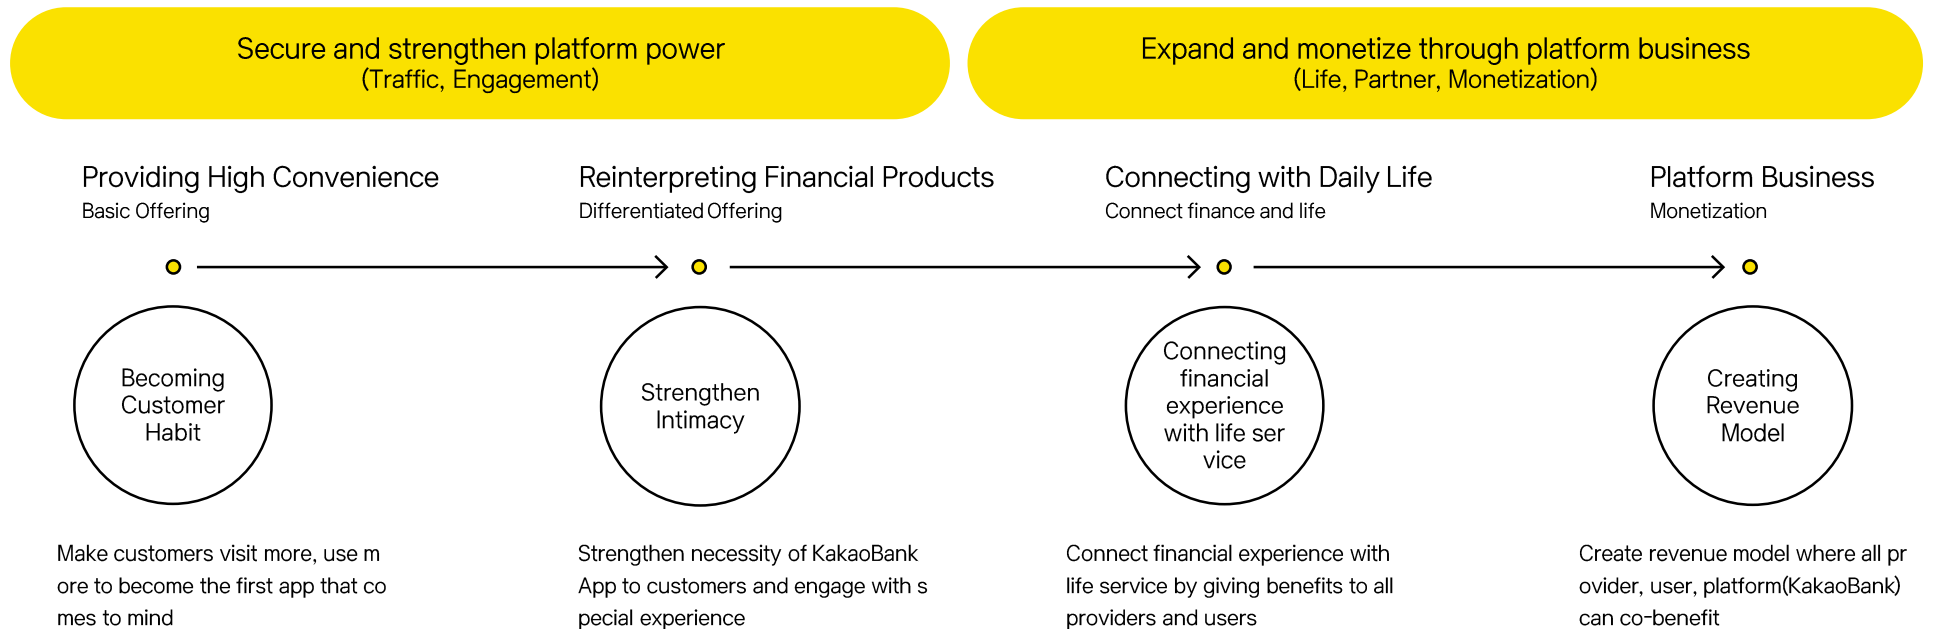 Secure and strengthen platform power
(Traffic, Engagement)
Expand and monetize through platform business
(Life, Partner, Monetization)
Providing High Convenience
Basic Offering
Reinterpreting Financial Products
Differentiated Offering
Connecting with Daily Life
Connect finance and life
Platform Business
Monetization
Becoming
Customer
Habit
Strengthen
Intimacy
Connecting
financial
experience
with life ser
vice
Creating
Revenue
Model
Make customers visit more, use m
ore to become the first app that co
mes to mind
Strengthen necessity of KakaoBank
App to customers and engage with s
pecial experience
Connect financial experience with
life service by giving benefits to all
providers and users
Create revenue model where all pr
ovider, user, platform(KakaoBank)
can co-benefit